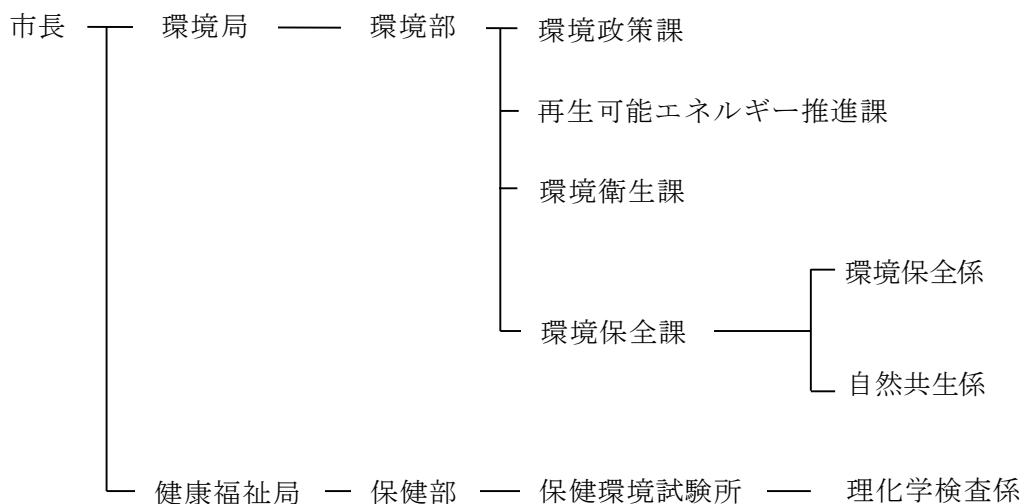 市長 環境局 環境部 環境政策課
再生可能エネルギー推進課
環境衛生課
環境保全係
環境保全課
自然共生係
健康福祉局 保健部 保健環境試験所 理化学検査係